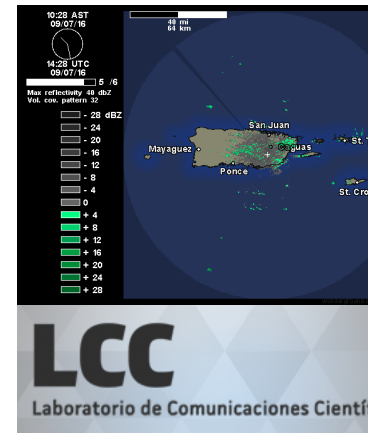 10:28 AST
09/07/16
14:28 UTC
09/07/16
5 /6
Max reflectivity 40 dbZ
Vol. cov. pattern 32
- 28 dBZ
- 24
- 20
- 16
- 12
- 8
- 4
0
+ 4
+ 8
+ 12
+ 16
+ 20
+ 24
+ 28
40 mi
64 km
San Juan
Mayaguez
Caguas
St.
Ponce
St. Cro
LCC
Laboratorio de Comunicaciones Científ